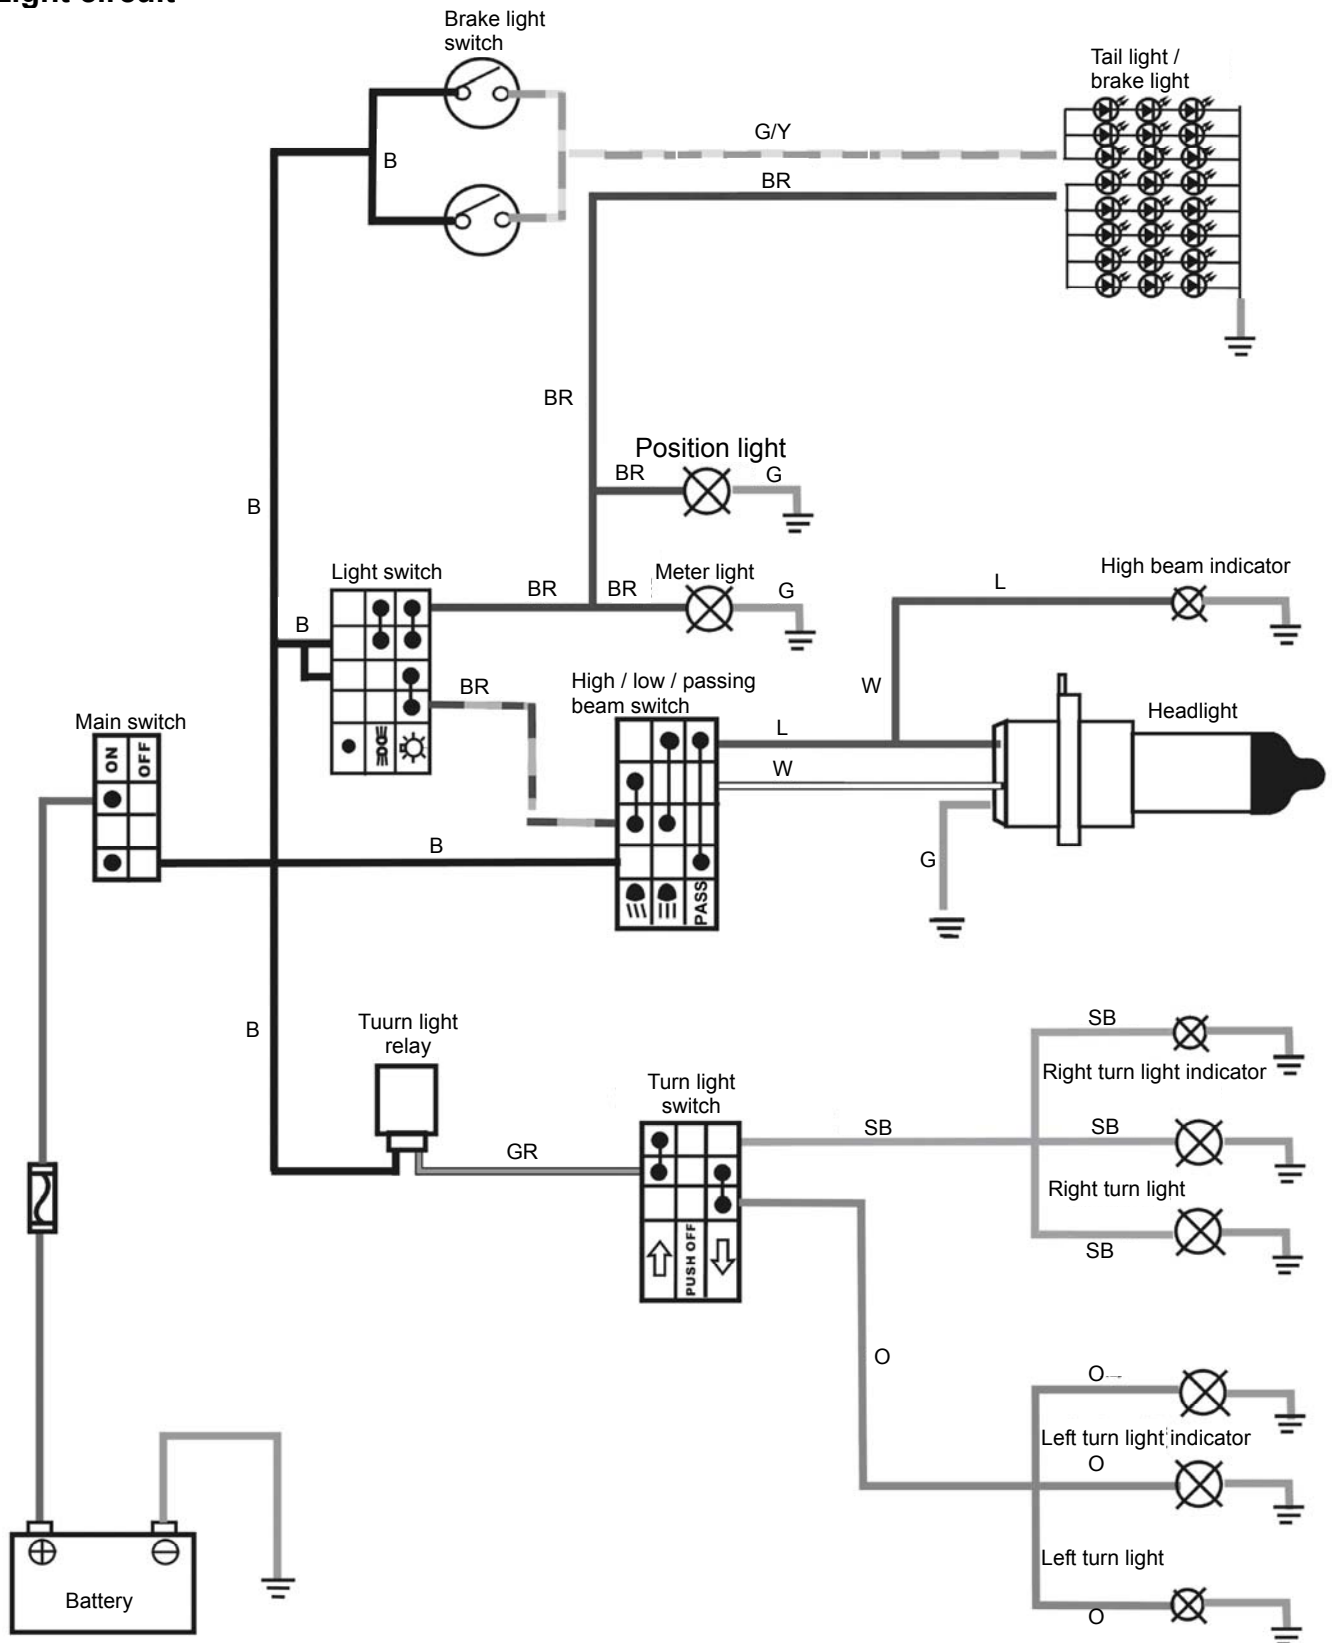 Light circuit
Brake light
switch
Tail light /
brake light
G/Y
B
BR
BR
Position light
BR
G
B
Light switch
BR
BR
Meter light
G
L
High beam indicator
B
BR
High / low / passing
beam switch
W
Headlight
Main switch
L
ON
OFF
W
B
G
PASS
B
Tuurn light
relay
SB
Right turn light indicator
Turn light
switch
SB
SB
GR
Right turn light
PUSH OFF
SB
O
O
Left turn light indicator
O
Left turn light
Battery
O